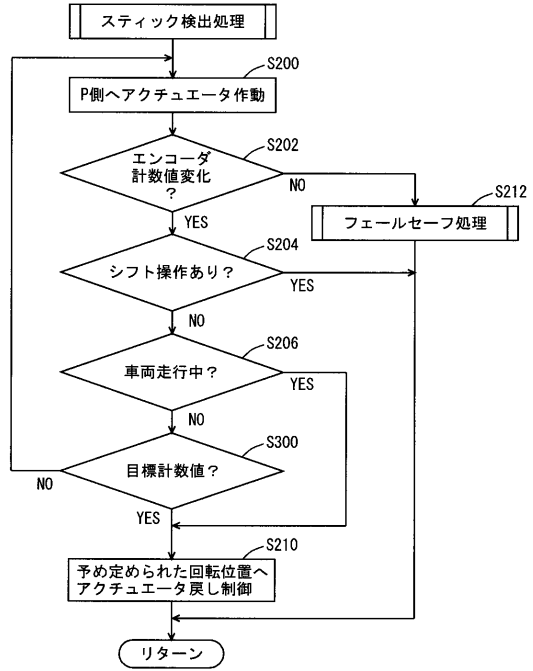 スティック検出処理
S200
P側へアクチュエータ作動
S202
エンコーダ
計数値変化
?
NO
S212
フェールセーフ処理
YES
S204
シフト操作あり?
YES
NO
S206
車両走行中?
YES
NO
S300
目標計数値?
NO
YES
S210
予め定められた回転位置へ
アクチュエータ戻し制御
リターン